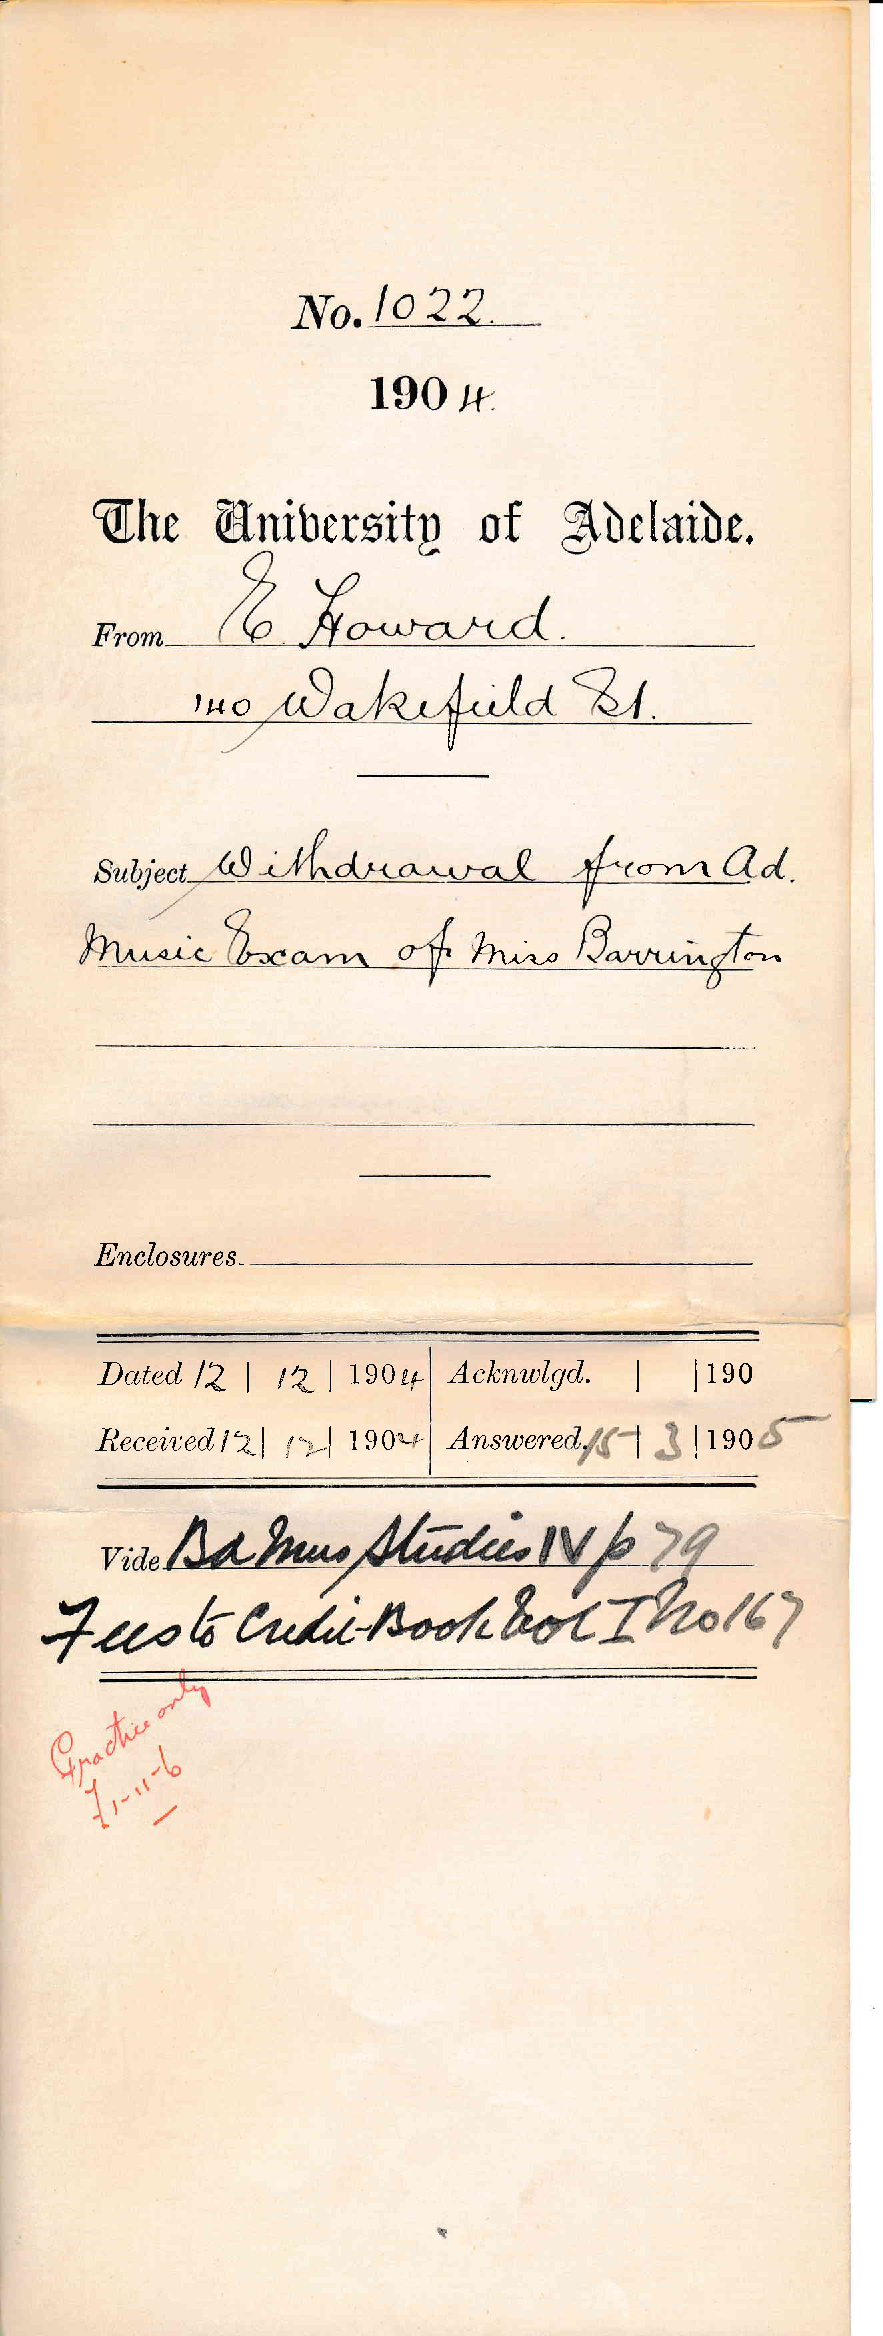 No. 1022.
1904.
The University of Adelaide.
From E Howard.
140 Wakefield St.
Subject Withdrawal from Ad.
Music Exam of Miss Barrington
Enclosures.
Dated 12 | 12 | 1904 Acknwlgd. | | 190
Received 12 | 12 | 1904 Answered. 15 | 3 | 1905
Vide Bd Mus Studies IV p 79
Fees to Credit-Book Vol I No 167
Practice only
£1-11-6